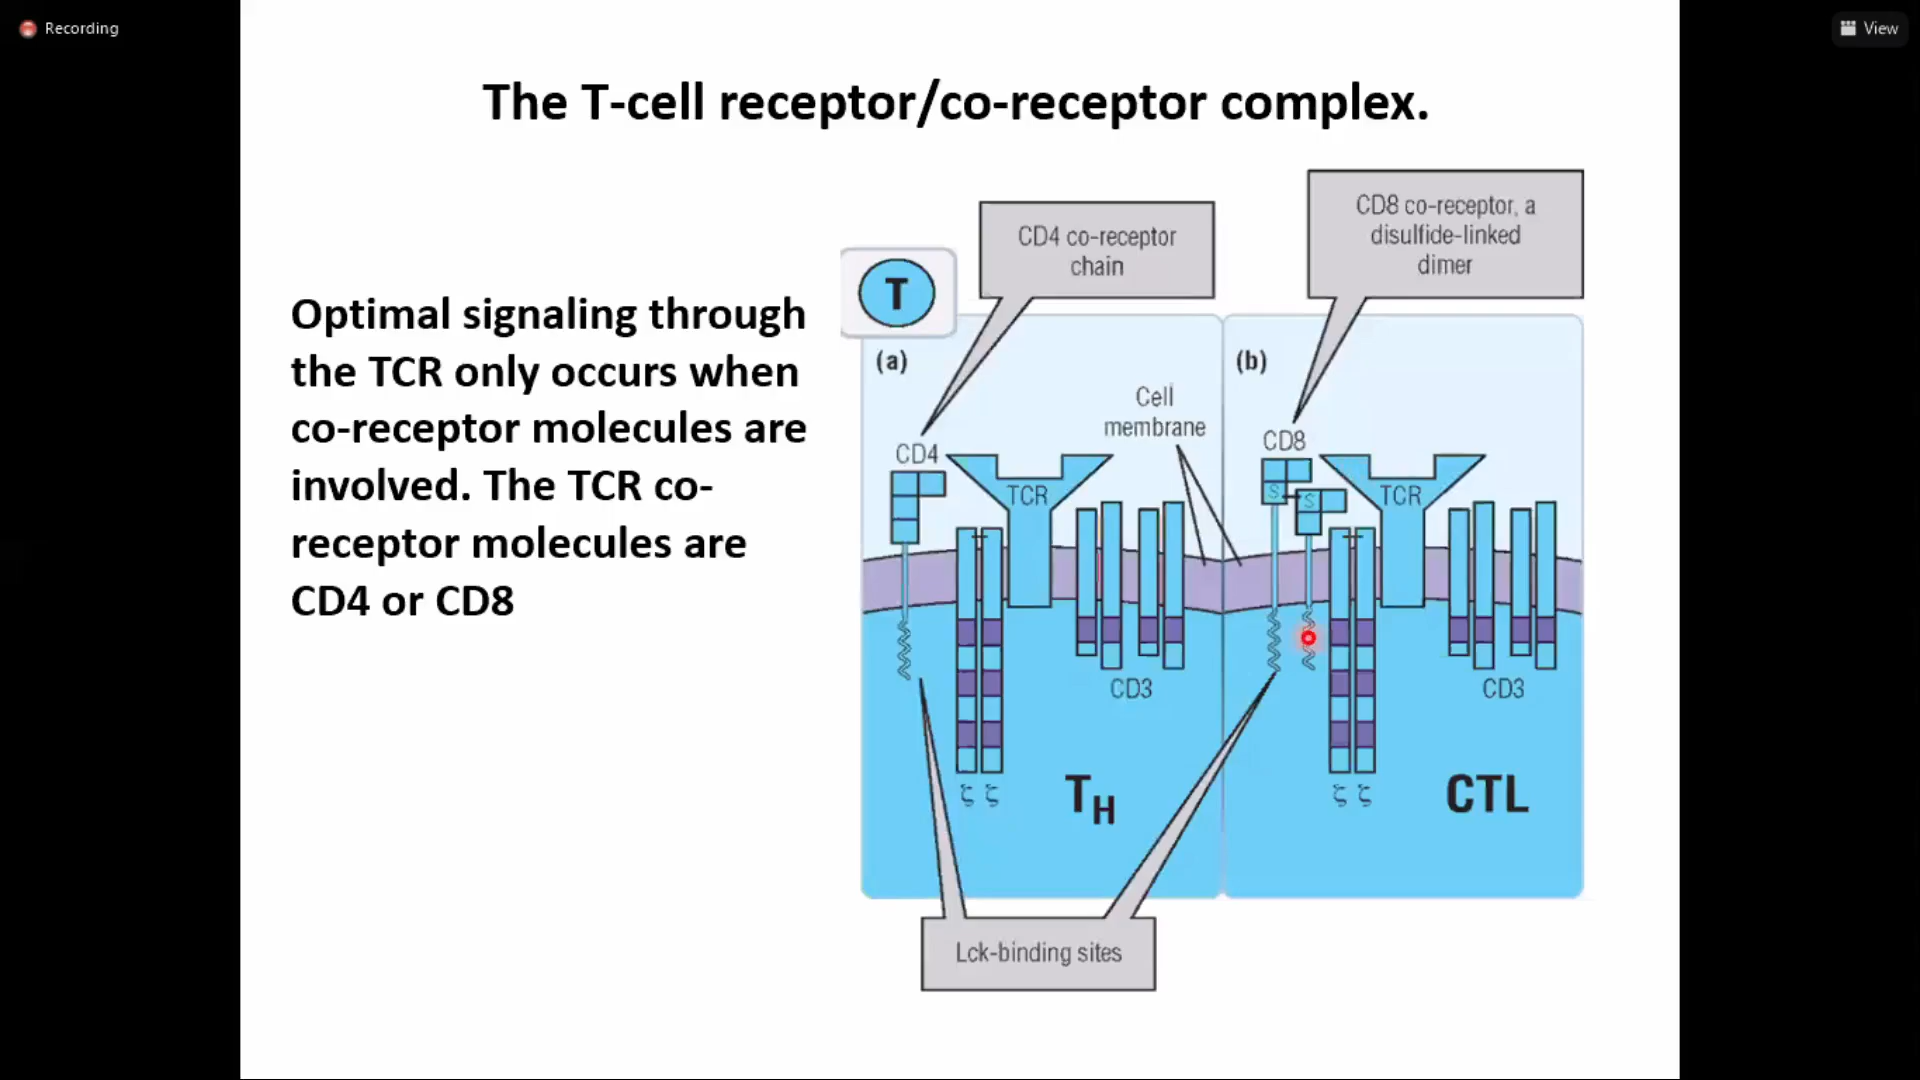 Recording
View
The T-cell receptor/co-receptor complex.
Optimal signaling through
the TCR only occurs when
co-receptor molecules are
involved. The TCR co-
receptor molecules are
CD4 or CD8
CD4 co-receptor
chain
CD8 co-receptor, a
disulfide-linked
dimer
T
(a)
(b)
Cell
membrane
CD4
TCR
CD3
ζ ζ
TH
CD8
S
S
TCR
CD3
ζ ζ
CTL
Lck-binding sites